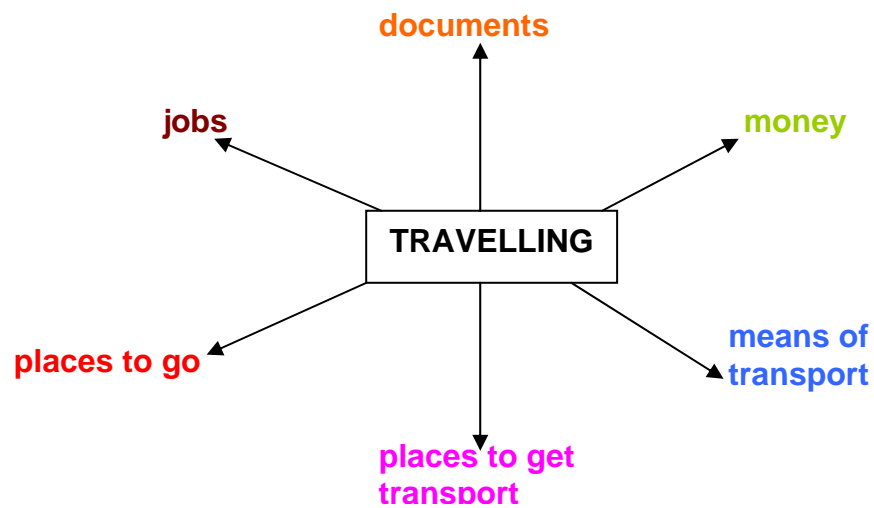 documents
jobs
money
TRAVELLING
places to go
means of
transport
places to get
transport